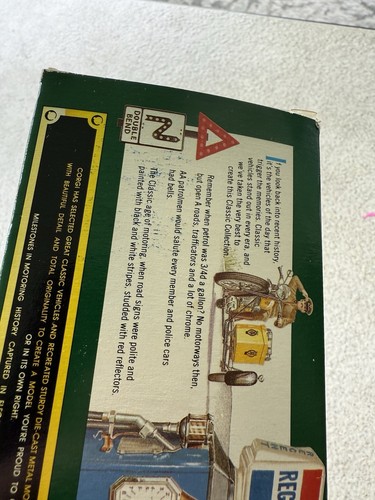 If you look back into recent history,
it's the vehicles of the day that
trigger the memories. Classic
vehicles stand out in every era, and
we've taken the very best to
create this Classic Collection.
Remember when petrol was 3/4d a gallon? No motorways then,
but open A roads, trafficators and a lot of chrome.
AA patrolmen would salute every member and police cars
had bells.
The Classic age of motoring, when road signs were polite and
painted with black and white stripes, studded with red reflectors.
DOUBLE
BEND
CORGI HAS SELECTED GREAT CLASSIC VEHICLES AND RECREATED STURDY DIE-CAST METAL
WITH BEAUTIFUL DETAIL AND TOTAL ORIGINALITY TO CREATE A MODEL YOU'RE PROUD TO
OR IN ITS OWN RIGHT.
MILESTONES IN MOTORING HISTORY CAPTURED IN
REGENT
REG